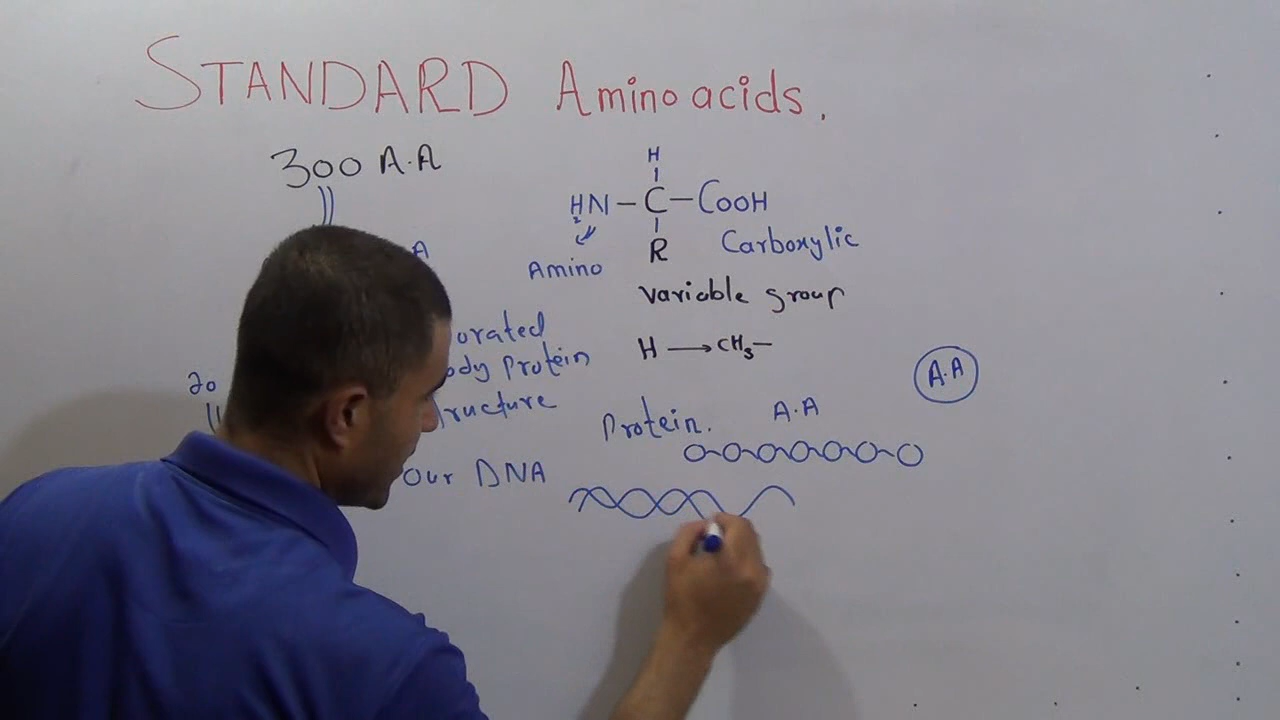 STANDARD Amino acids.
300 A.A
A
orated
ody protein
20
ructure
Our DNA
H
H2N – C – COOH
R
Amino
Carboxylic
variable group
H → CH3 –
A.A
Protein.
A.A